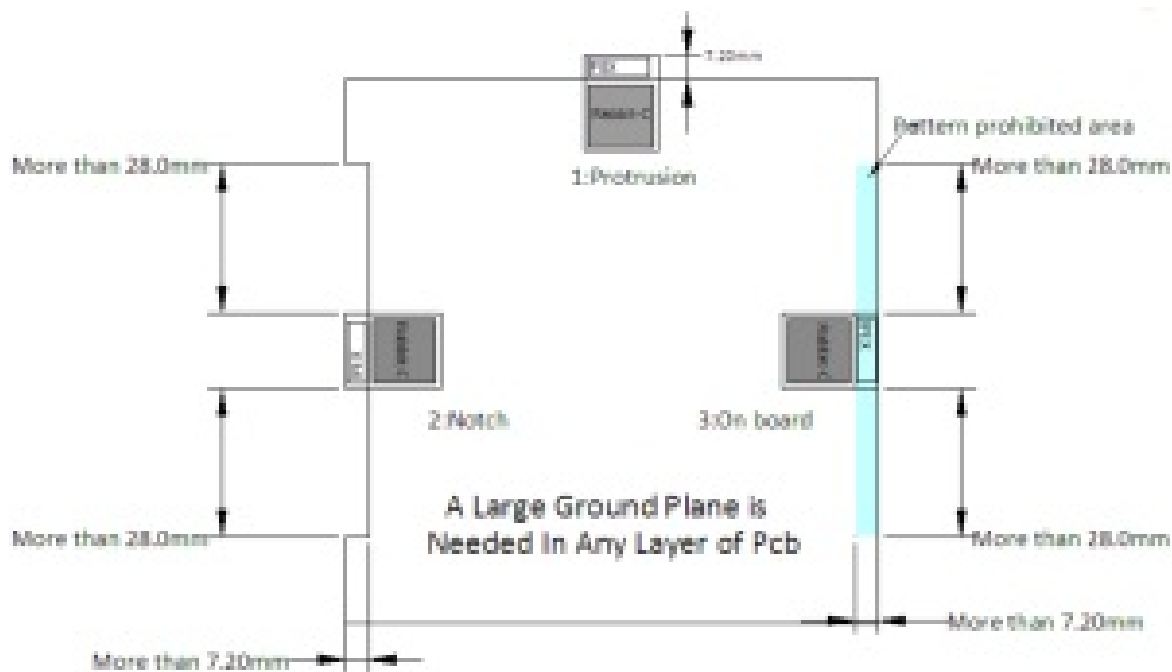 7.20mm
Pattern prohibited area
More than 28.0mm
More than 28.0mm
1:Protrusion
2:Notch
3:On board
A Large Ground Plane is
Needed In Any Layer of Pcb
More than 28.0mm
More than 28.0mm
More than 7.20mm
More than 7.20mm